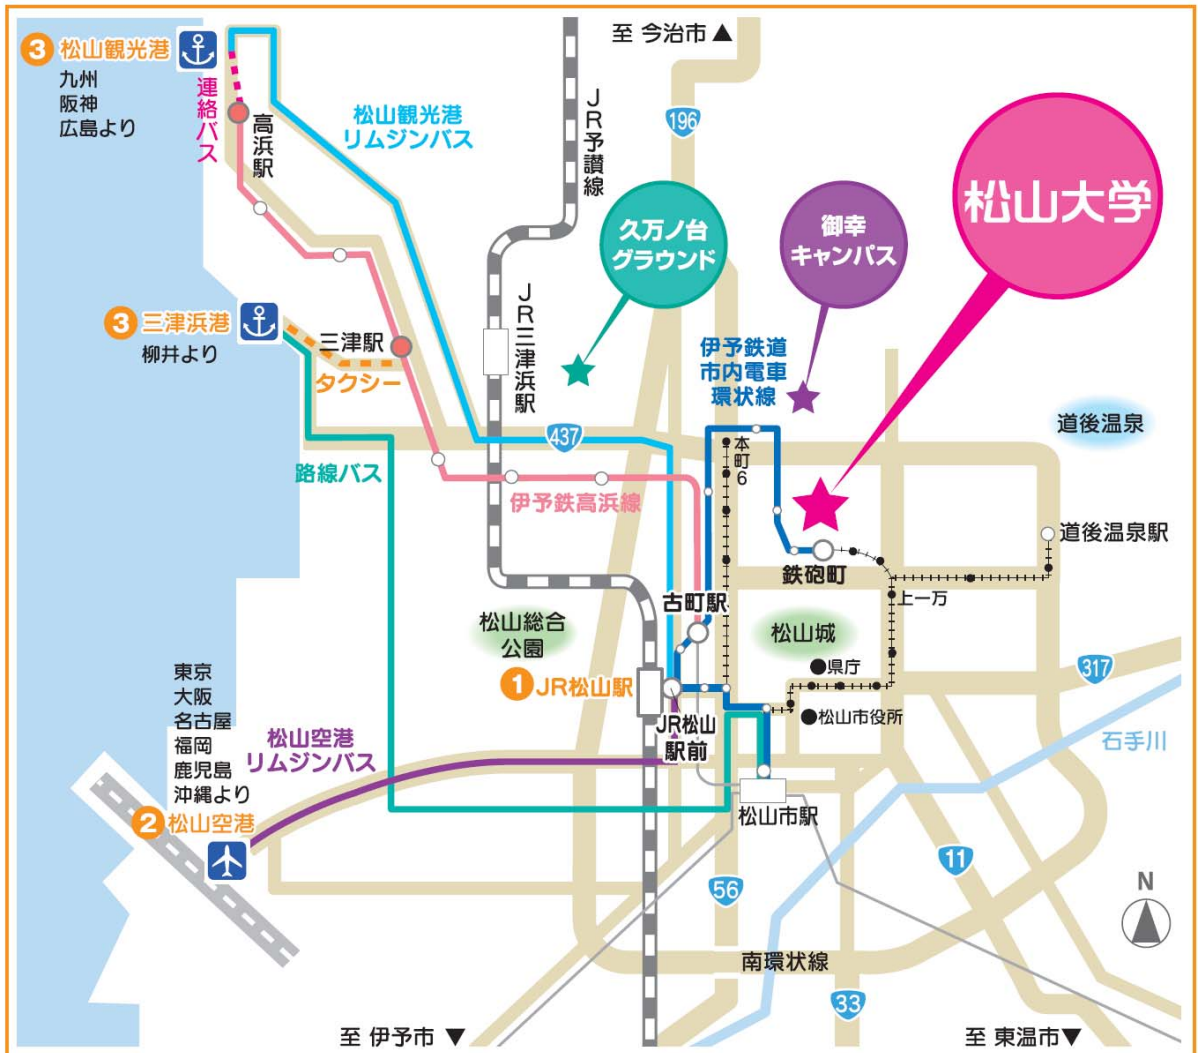 至 今治市 ▲
3 松山観光港
九州
阪神
広島より
連絡バス
高浜駅
松山観光港
リムジンバス
JR予讃線
196
久万ノ台
グラウンド
御幸
キャンパス
松山大学
3 三津浜港
柳井より
三津駅
タクシー
JR三津浜駅
伊予鉄道
市内電車
環状線
437
道後温泉
路線バス
本町6
伊予鉄高浜線
道後温泉駅
鉄砲町
上一万
古町駅
松山総合
公園
松山城
1 JR松山駅
●県庁
317
JR松山
駅前
●松山市役所
東京
大阪
名古屋
福岡
鹿児島
沖縄より
松山空港
リムジンバス
石手川
2 松山空港
松山市駅
11
56
N
南環状線
33
至 伊予市 ▼
至 東温市▼